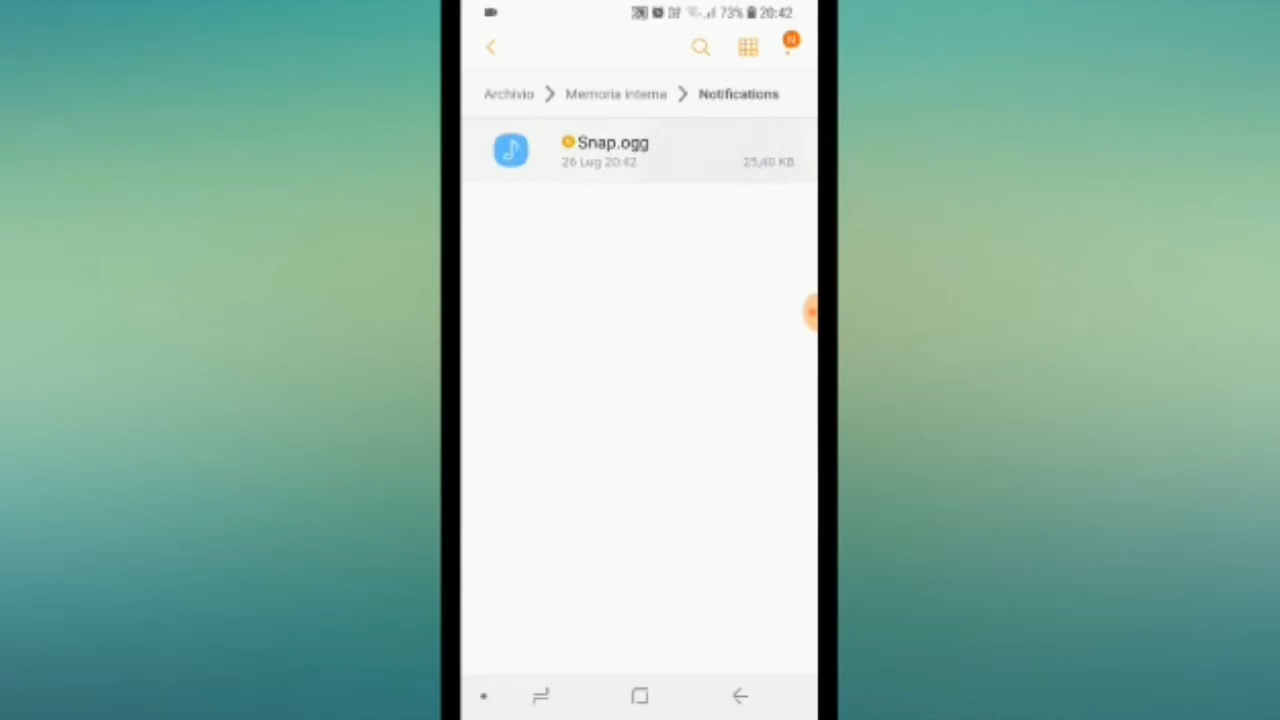 73% 20:42
N
Archivio Memoria interna Notifications
N Snap.ogg
26 Lug 20:42 25,40 KB